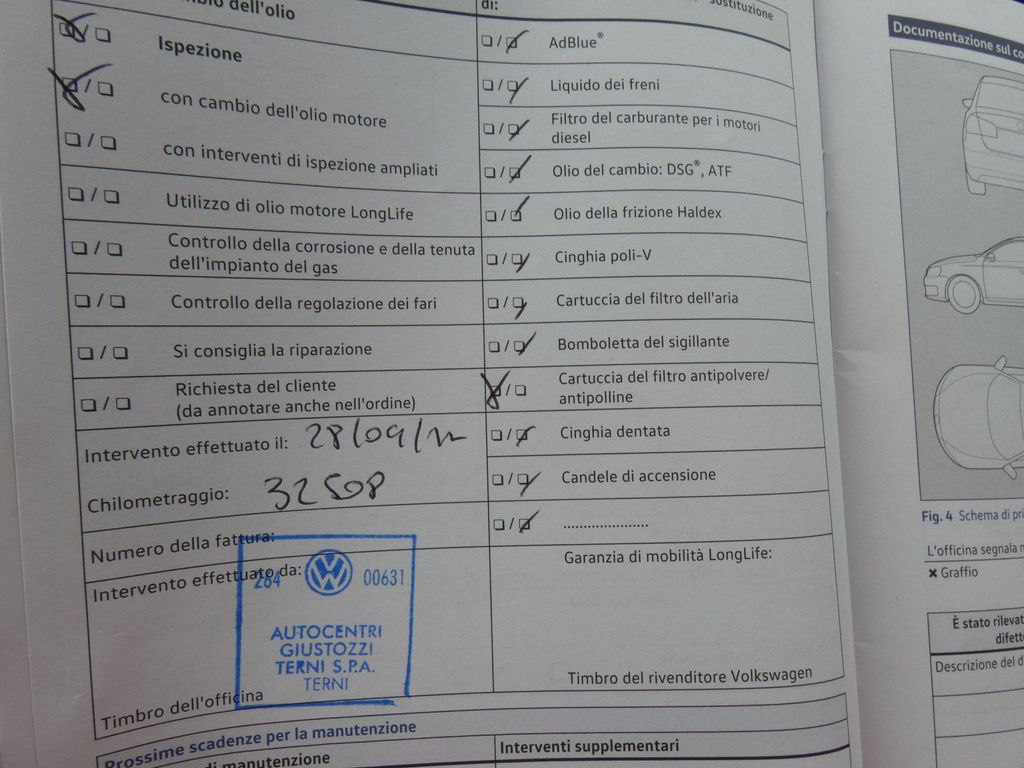 dell'olio
di:
sostituzione
Ispezione
con cambio dell'olio motore
con interventi di ispezione ampliati
Utilizzo di olio motore LongLife
Controllo della corrosione e della tenuta
dell'impianto del gas
Controllo della regolazione dei fari
Si consiglia la riparazione
Richiesta del cliente
(da annotare anche nell'ordine)
Intervento effettuato il: 28/09/
Chilometraggio: 32508
Numero della fattura:
Intervento effettuato da:
284 00631
AUTOCENTRI
GIUSTOZZI
TERNI S.P.A.
TERNI
Timbro dell'officina
AdBlue®
Liquido dei freni
Filtro del carburante per i motori
diesel
Olio del cambio: DSG®, ATF
Olio della frizione Haldex
Cinghia poli-V
Cartuccia del filtro dell'aria
Bomboletta del sigillante
Cartuccia del filtro antipolvere/
antipolline
Cinghia dentata
Candele di accensione
.....................
Garanzia di mobilità LongLife:
Timbro del rivenditore Volkswagen
Prossime scadenze per la manutenzione
di manutenzione
Interventi supplementari
Documentazione sul
Fig. 4 Schema di
L'officina segnala
× Graffio
È stato
Descrizione del